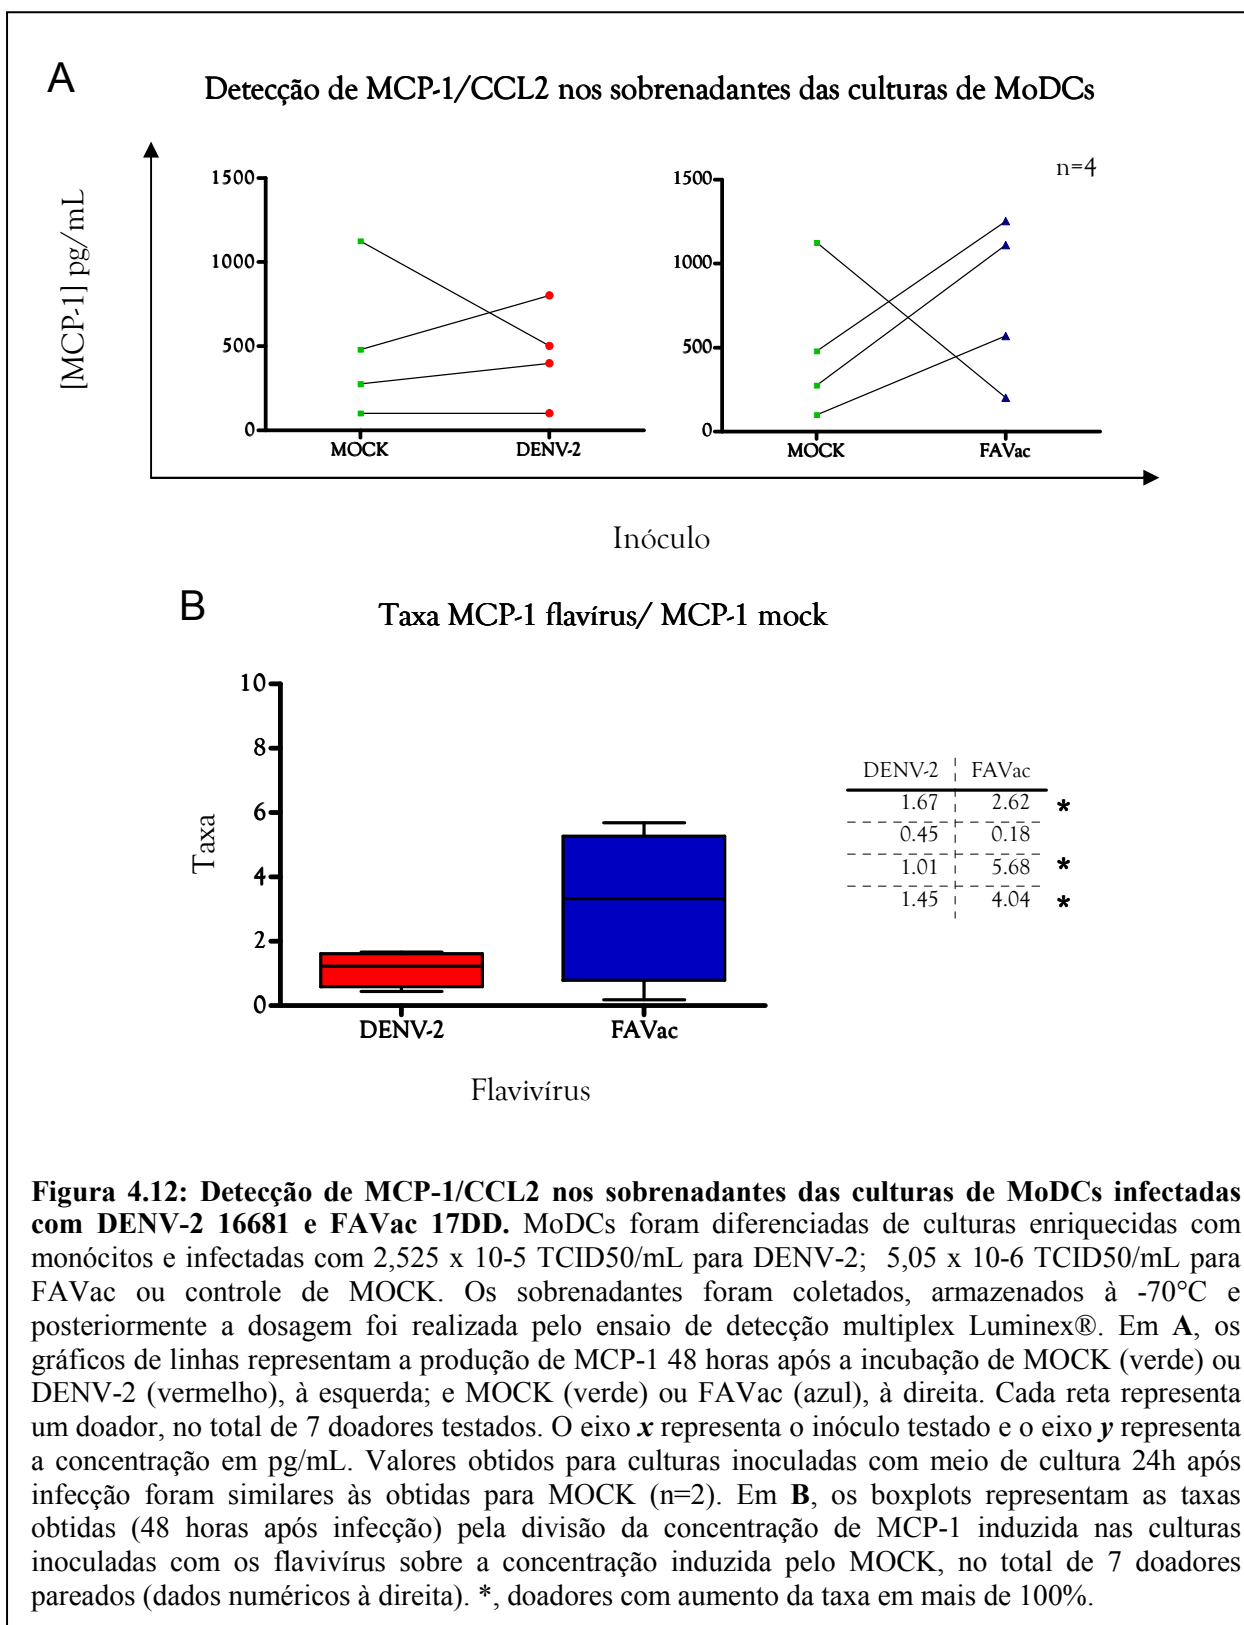 A
Detecção de MCP-1/CCL2 nos sobrenadantes das culturas de MoDCs
n=4
[MCP-1] pg/mL
1500
1000
500
0
MOCK DENV-2
1500
1000
500
0
MOCK FAVac
Inóculo
B
Taxa MCP-1 flavírus/ MCP-1 mock
Taxa
10
8
6
4
2
0
DENV-2 FAVac
Flavivírus
DENV-2 FAVac
1.67 2.62 *
0.45 0.18
1.01 5.68 *
1.45 4.04 *
Figura 4.12: Detecção de MCP-1/CCL2 nos sobrenadantes das culturas de MoDCs infectadas
com DENV-2 16681 e FAVac 17DD. MoDCs foram diferenciadas de culturas enriquecidas com
monócitos e infectadas com 2,525 x 10-5 TCID50/mL para DENV-2; 5,05 x 10-6 TCID50/mL para
FAVac ou controle de MOCK. Os sobrenadantes foram coletados, armazenados à -70°C e
posteriormente a dosagem foi realizada pelo ensaio de detecção multiplex Luminex®. Em A, os
gráficos de linhas representam a produção de MCP-1 48 horas após a incubação de MOCK (verde) ou
DENV-2 (vermelho), à esquerda; e MOCK (verde) ou FAVac (azul), à direita. Cada reta representa
um doador, no total de 7 doadores testados. O eixo x representa o inóculo testado e o eixo y representa
a concentração em pg/mL. Valores obtidos para culturas inoculadas com meio de cultura 24h após
infecção foram similares às obtidas para MOCK (n=2). Em B, os boxplots representam as taxas
obtidas (48 horas após infecção) pela divisão da concentração de MCP-1 induzida nas culturas
inoculadas com os flavivírus sobre a concentração induzida pelo MOCK, no total de 7 doadores
pareados (dados numéricos à direita). *, doadores com aumento da taxa em mais de 100%.